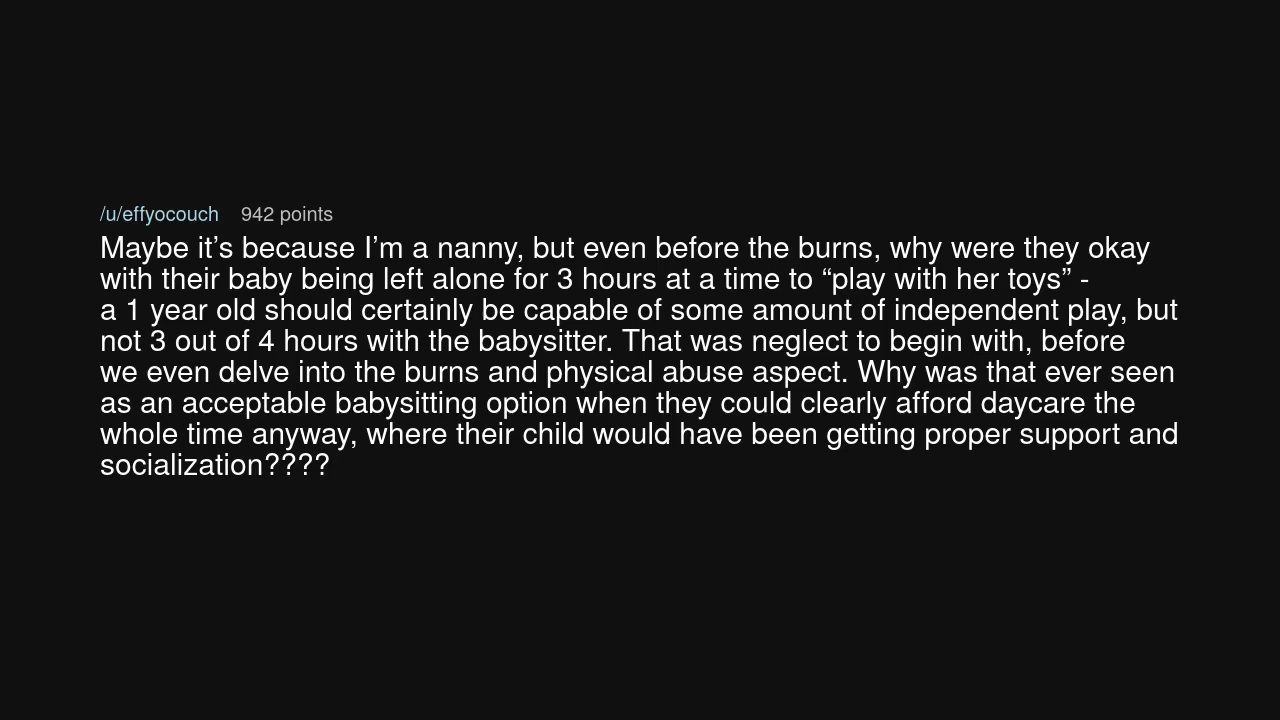 /u/effyocouch 942 points
Maybe it’s because I’m a nanny, but even before the burns, why were they okay
with their baby being left alone for 3 hours at a time to “play with her toys” -
a 1 year old should certainly be capable of some amount of independent play, but
not 3 out of 4 hours with the babysitter. That was neglect to begin with, before
we even delve into the burns and physical abuse aspect. Why was that ever seen
as an acceptable babysitting option when they could clearly afford daycare the
whole time anyway, where their child would have been getting proper support and
socialization????